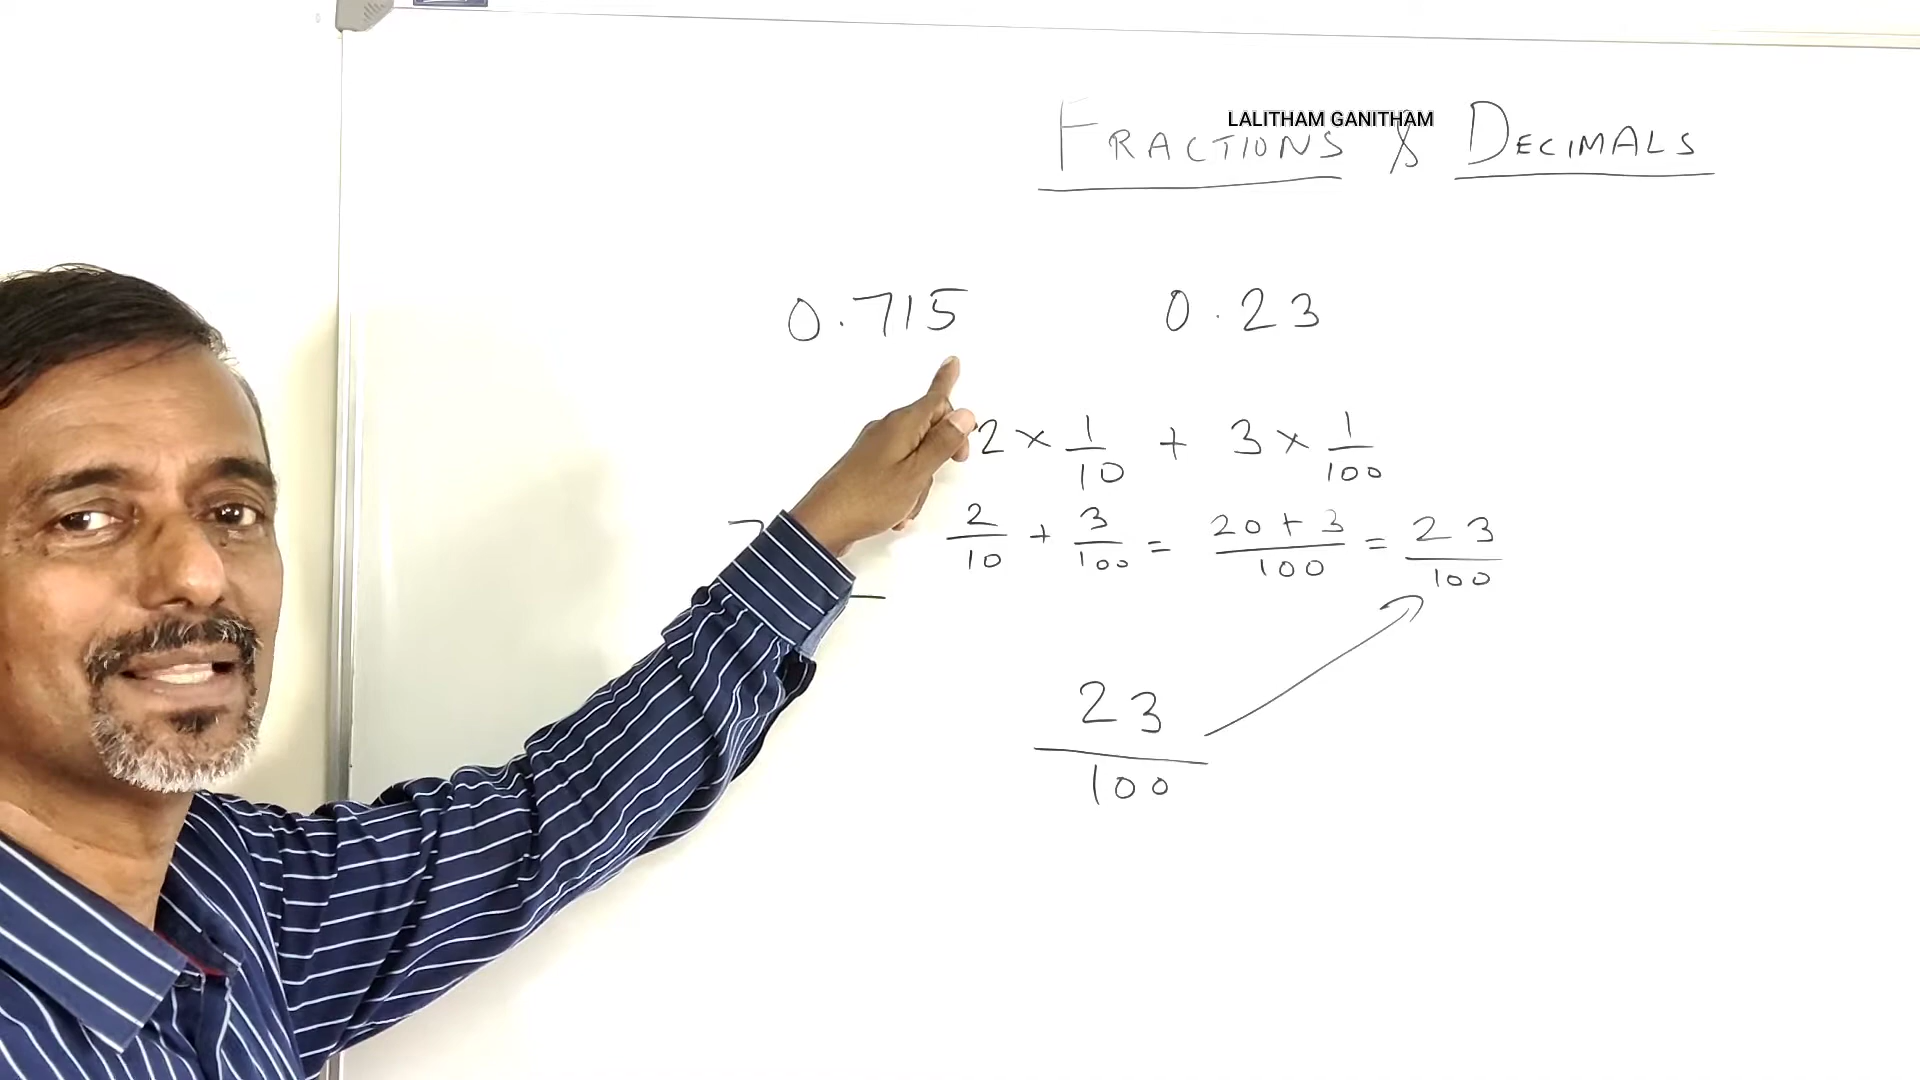 LALITHAM GANITHAM
FRACTIONS & DECIMALS
0.715 0.23
2 × 1/10 + 3 × 1/100
7
2/10 + 3/100 = 20 + 3/100 = 23/100
23
100